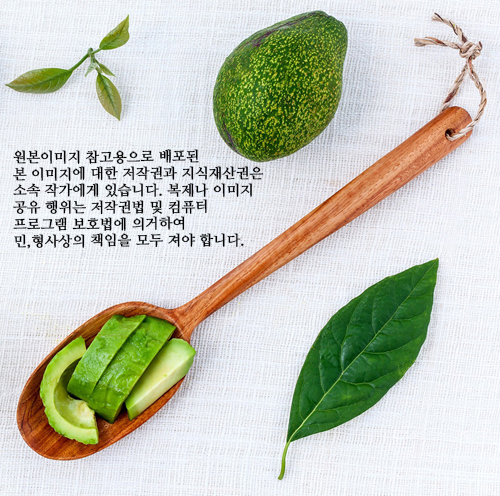 원본이미지 참고용으로 배포된
본 이미지에 대한 저작권과 지식재산권은
소속 작가에게 있습니다. 복제나 이미지
공유 행위는 저작권법 및 컴퓨터
프로그램 보호법에 의거하여
민,형사상의 책임을 모두 져야 합니다.